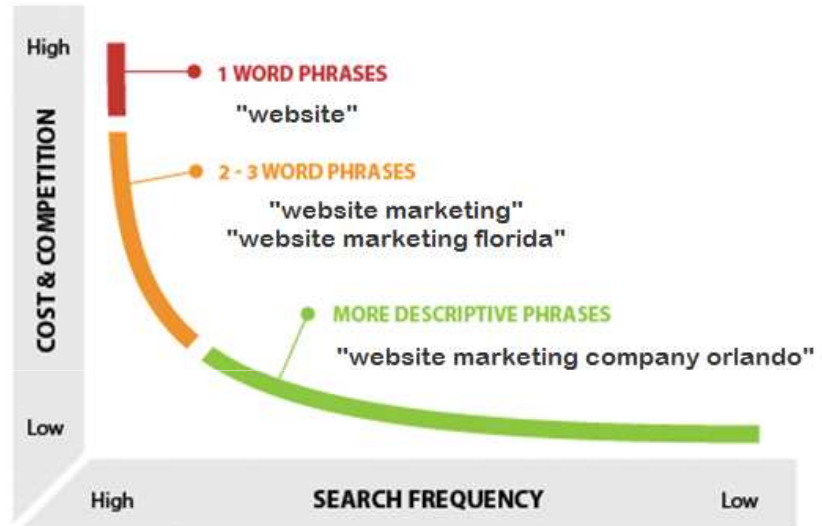 High
COST & COMPETITION
Low
1 WORD PHRASES
"website"
2 - 3 WORD PHRASES
"website marketing"
"website marketing florida"
MORE DESCRIPTIVE PHRASES
"website marketing company orlando"
High
SEARCH FREQUENCY
Low